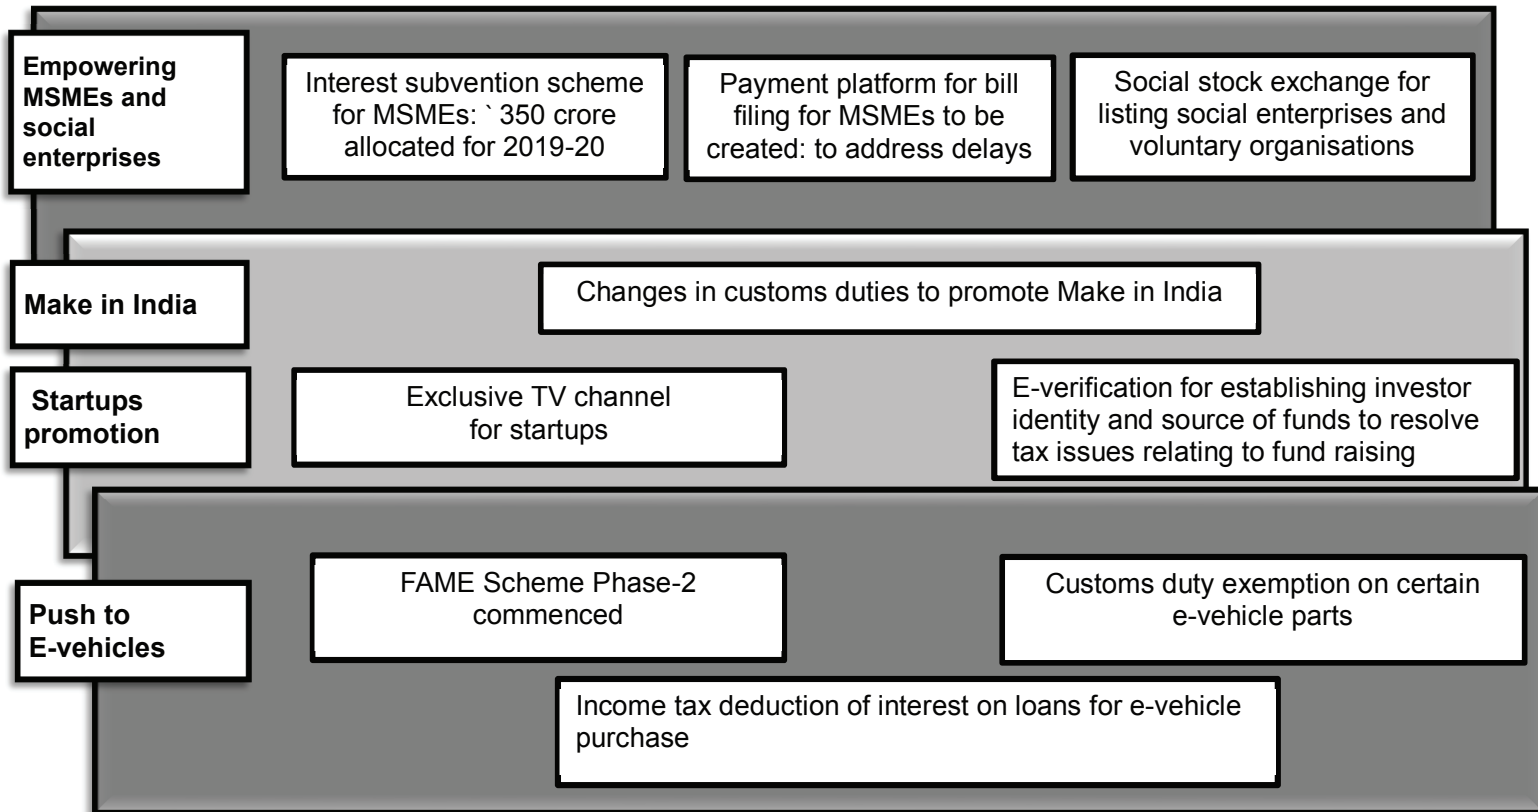 Empowering
MSMEs and
social
enterprises
Interest subvention scheme
for MSMEs: ` 350 crore
allocated for 2019-20
Payment platform for bill
filing for MSMEs to be
created: to address delays
Social stock exchange for
listing social enterprises and
voluntary organisations
Make in India
Changes in customs duties to promote Make in India
Startups
promotion
Exclusive TV channel
for startups
E-verification for establishing investor
identity and source of funds to resolve
tax issues relating to fund raising
Push to
E-vehicles
FAME Scheme Phase-2
commenced
Customs duty exemption on certain
e-vehicle parts
Income tax deduction of interest on loans for e-vehicle
purchase